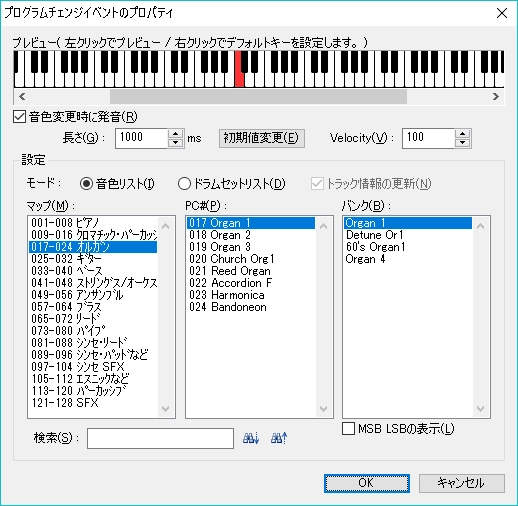 プログラムチェンジイベントのプロパティ
プレビュー( 左クリックでプレビュー / 右クリックでデフォルトキーを設定します。 )
音色変更時に発音(R)
長さ(G) : 1000 ms 初期値変更(E) Velocity(V) : 100
設定
モード : 音色リスト(I) ドラムセットリスト(D) トラック情報の更新(N)
マップ(M) :
001-008 ピアノ
009-016 クロマチック・パーカッシ
017-024 オルガン
025-032 ギター
033-040 ベース
041-048 ストリングス/オーケス
049-056 アンサンブル
057-064 ブラス
065-072 リード
073-080 パイプ
081-088 シンセ・リード
089-096 シンセ・パッドなど
097-104 シンセ SFX
105-112 エスニックなど
113-120 パーカッシブ
121-128 SFX
PC#(P) :
017 Organ 1
018 Organ 2
019 Organ 3
020 Church Org1
021 Reed Organ
022 Accordion F
023 Harmonica
024 Bandoneon
バンク(B) :
Organ 1
Detune Or1
60's Organ1
Organ 4
検索(S) :
MSB LSBの表示(L)
OK キャンセル